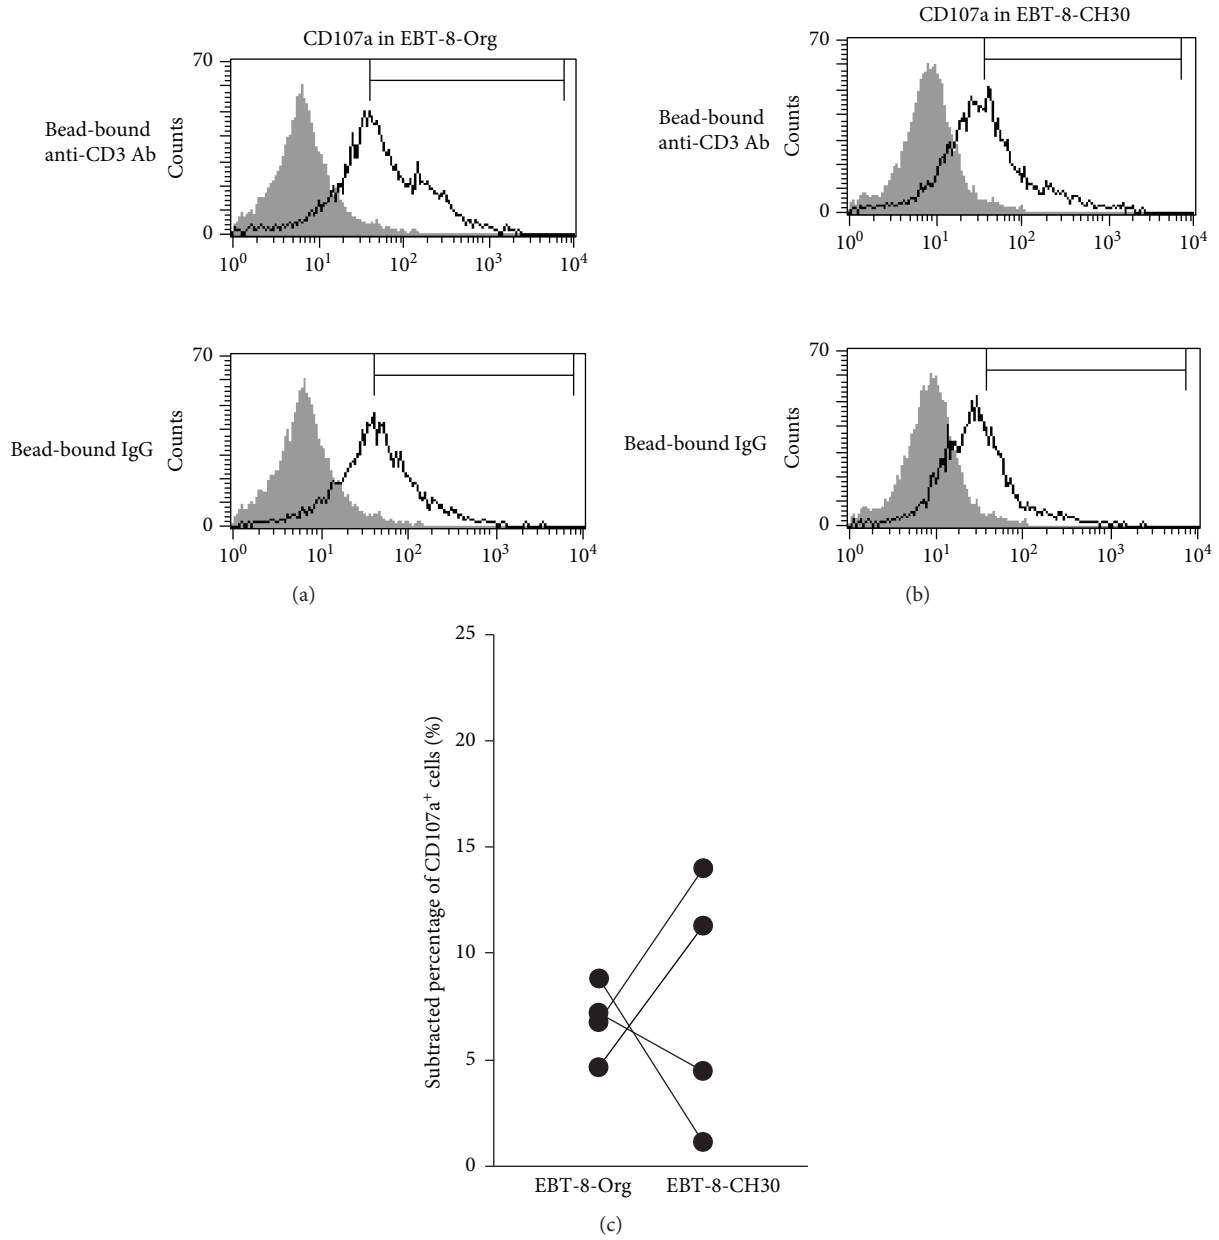 CD107a in EBT-8-Org
70
Bead-bound
anti-CD3 Ab
Counts
0
10⁰ 10¹ 10² 10³ 10⁴
70
Bead-bound IgG
Counts
0
10⁰ 10¹ 10² 10³ 10⁴
(a)
CD107a in EBT-8-CH30
70
Bead-bound
anti-CD3 Ab
Counts
0
10⁰ 10¹ 10² 10³ 10⁴
70
Bead-bound IgG
Counts
0
10⁰ 10¹ 10² 10³ 10⁴
(b)
Subtracted percentage of CD107a⁺ cells (%)
25
20
15
10
5
0
EBT-8-Org EBT-8-CH30
(c)